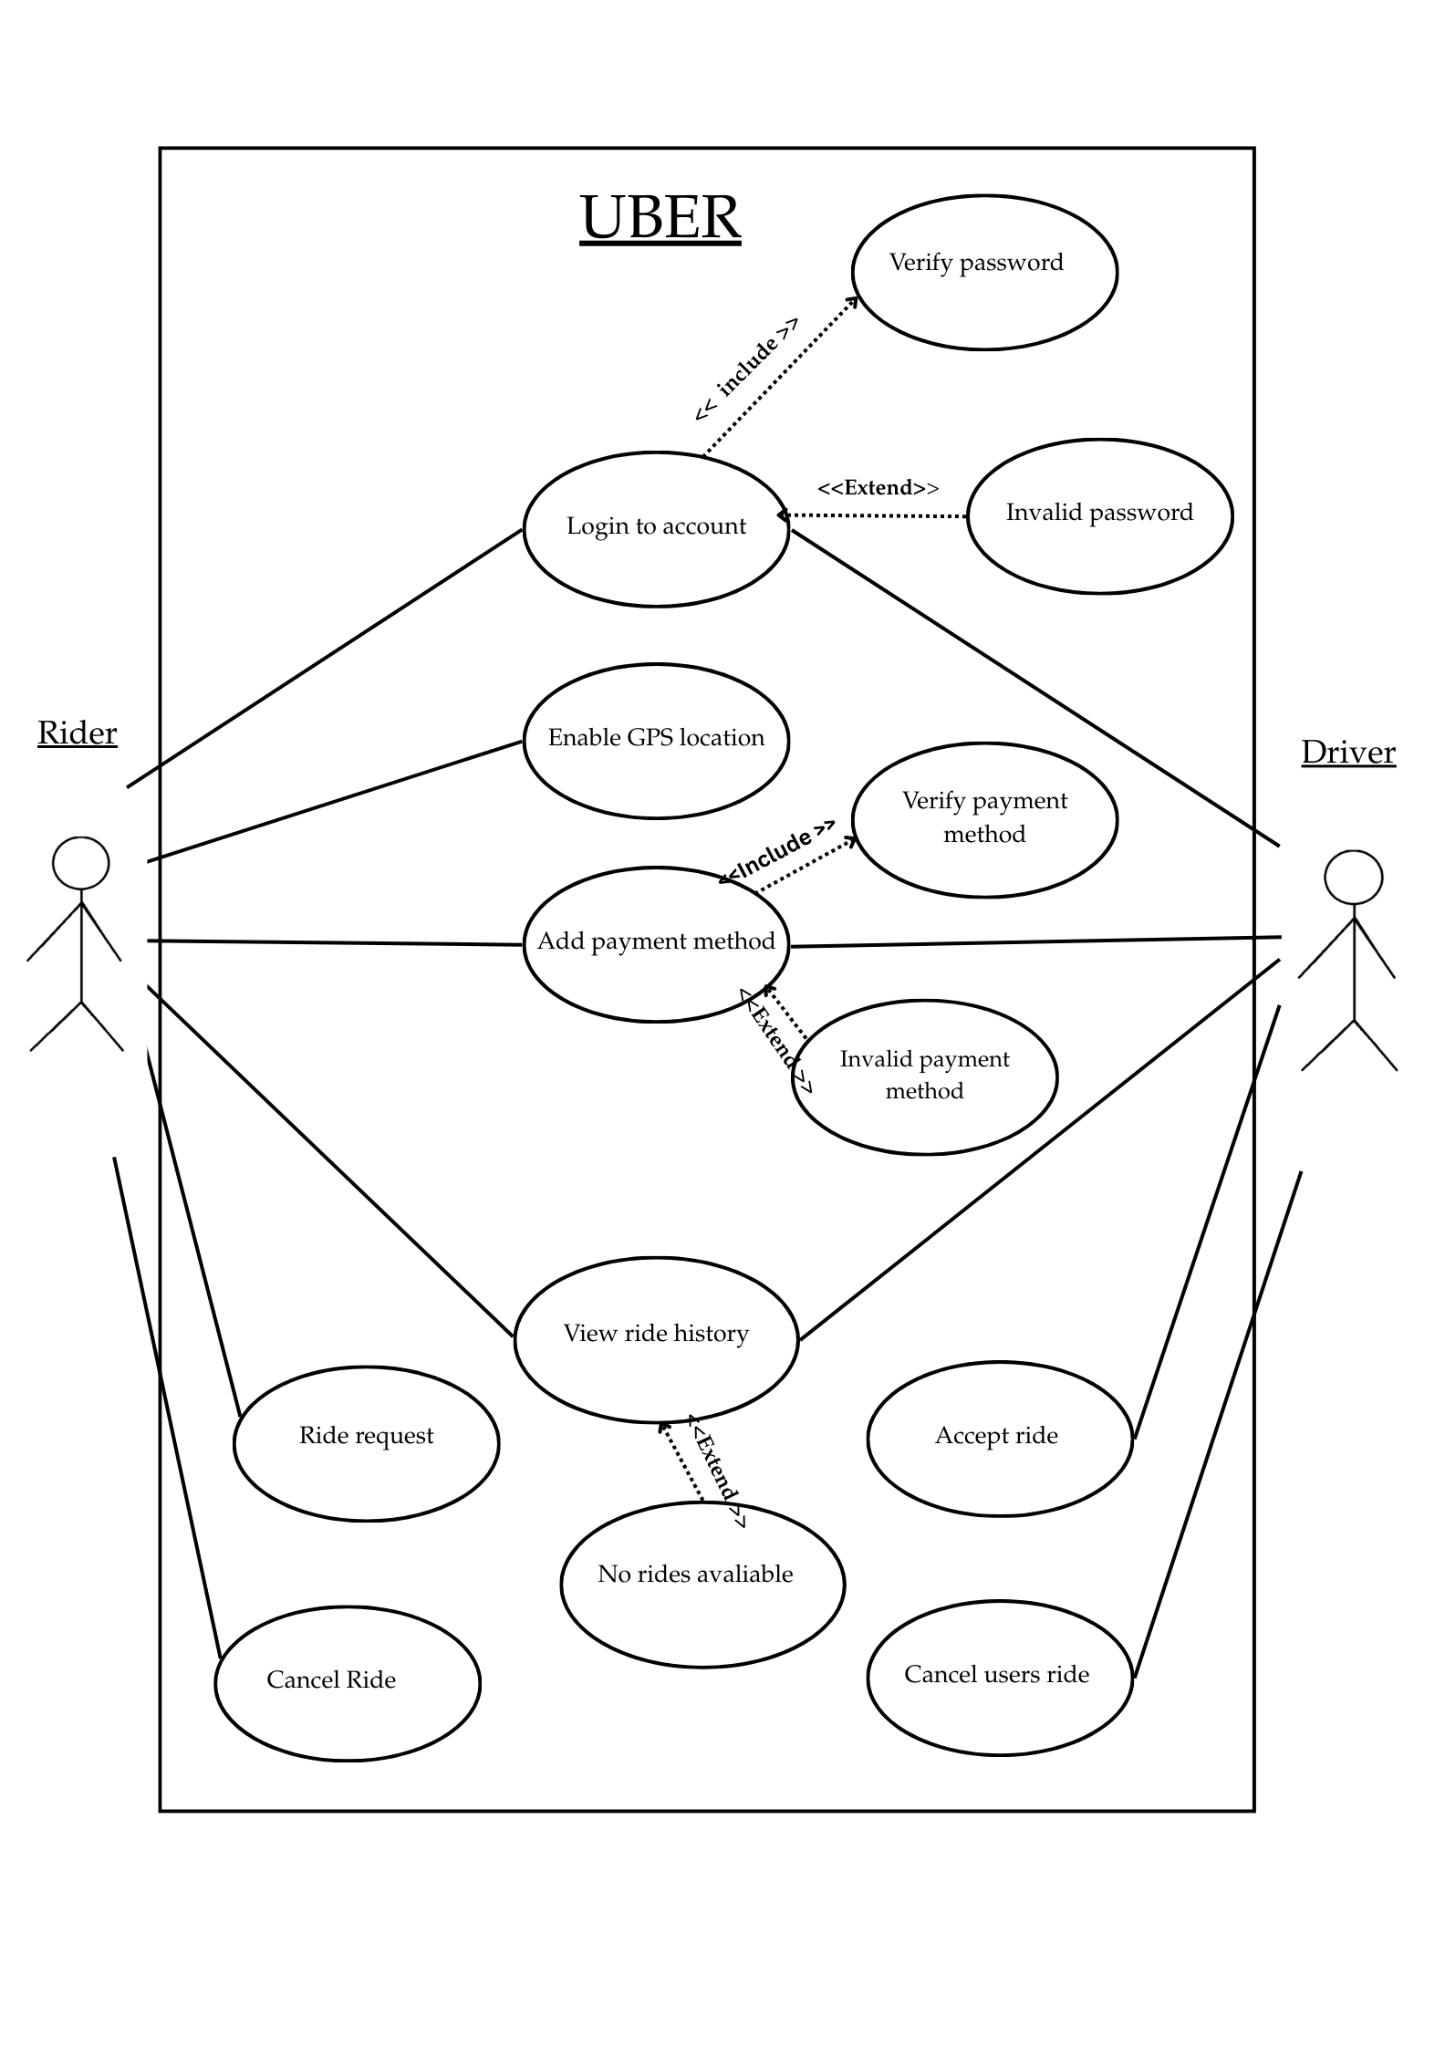 UBER
Verify password
<< include >>
<<Extend>>
Invalid password
Login to account
Rider
Enable GPS location
Driver
Verify payment
method
<<Include >>
Add payment method
<<Extend >>
Invalid payment
method
View ride history
Ride request
<<Extend >>
Accept ride
No rides avaliable
Cancel Ride
Cancel users ride